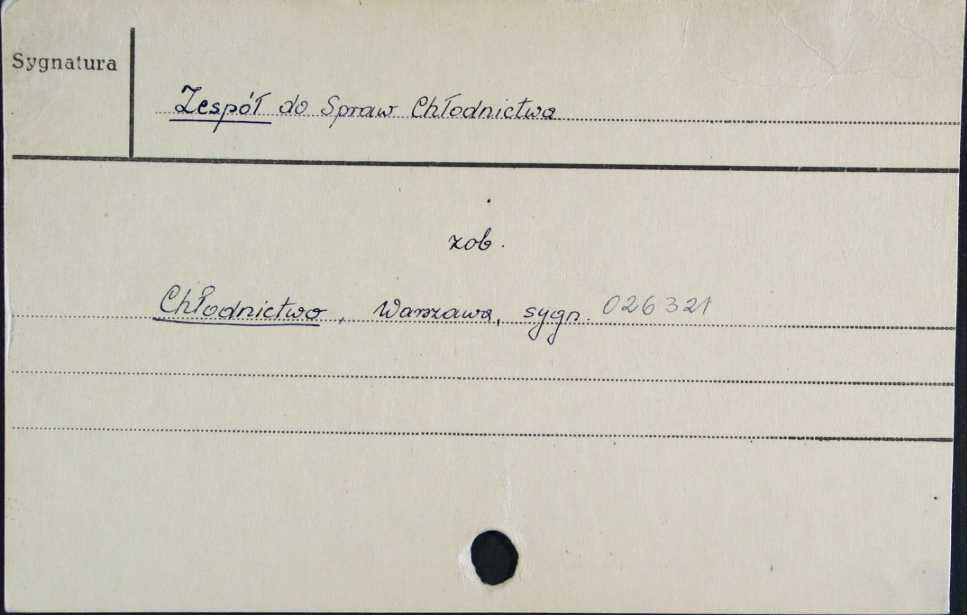 Sygnatura
Zespół do Spraw Chłodnictwa
zob.
Chłodnictwo, Warszawa, sygn. 026321